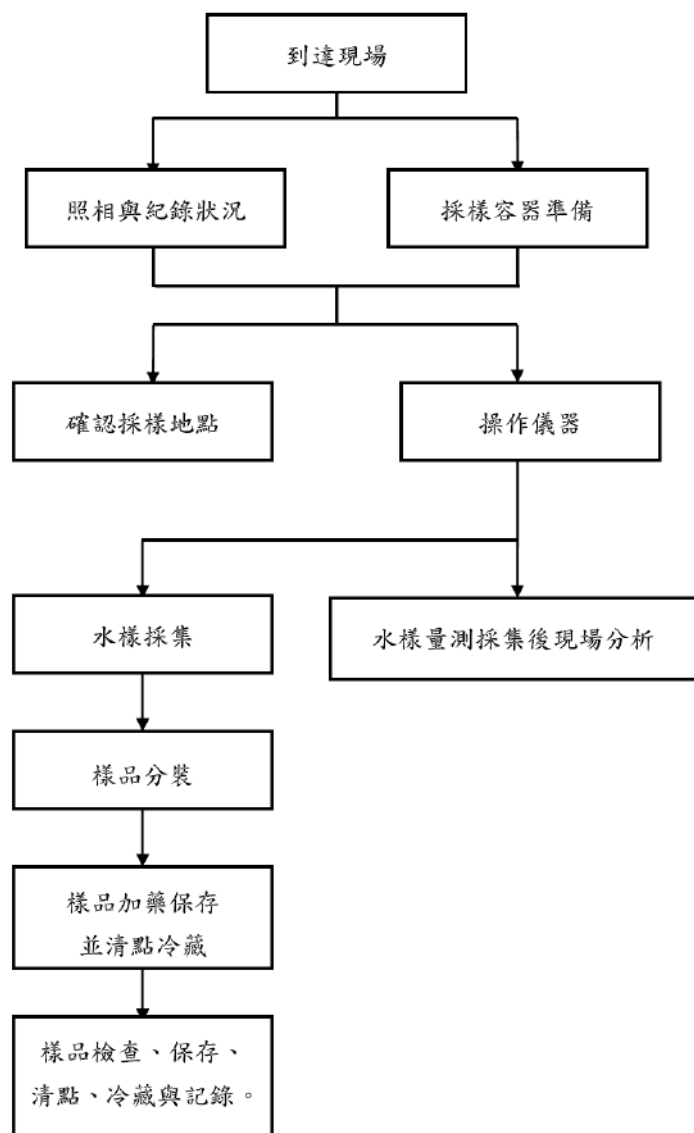 到達現場
照相與紀錄狀況
採樣容器準備
確認採樣地點
操作儀器
水樣採集
水樣量測採集後現場分析
樣品分裝
樣品加藥保存
並清點冷藏
樣品檢查、保存、
清點、冷藏與記錄。